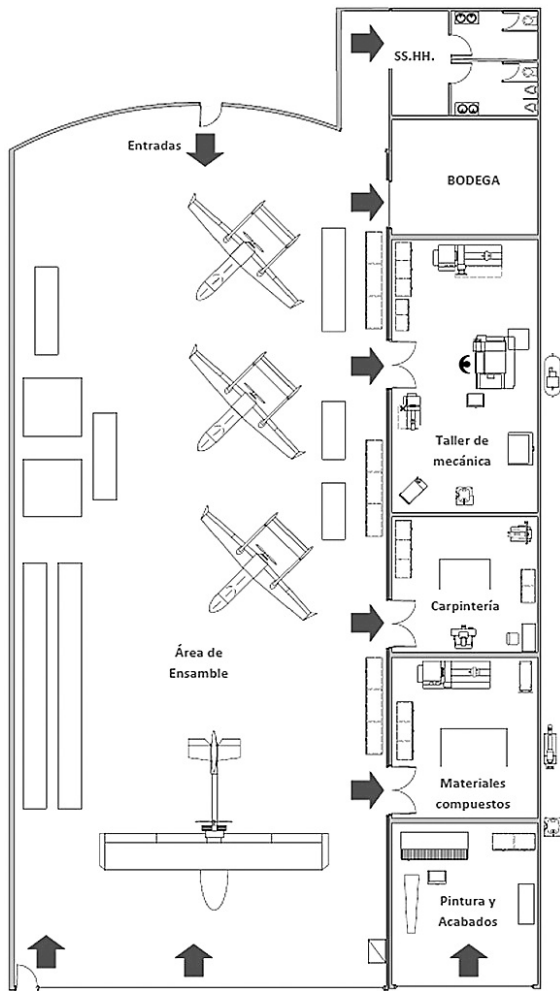 SS.HH.
Entradas
BODEGA
Taller de
mecánica
Carpintería
Área de
Ensamble
Materiales
compuestos
Pintura y
Acabados